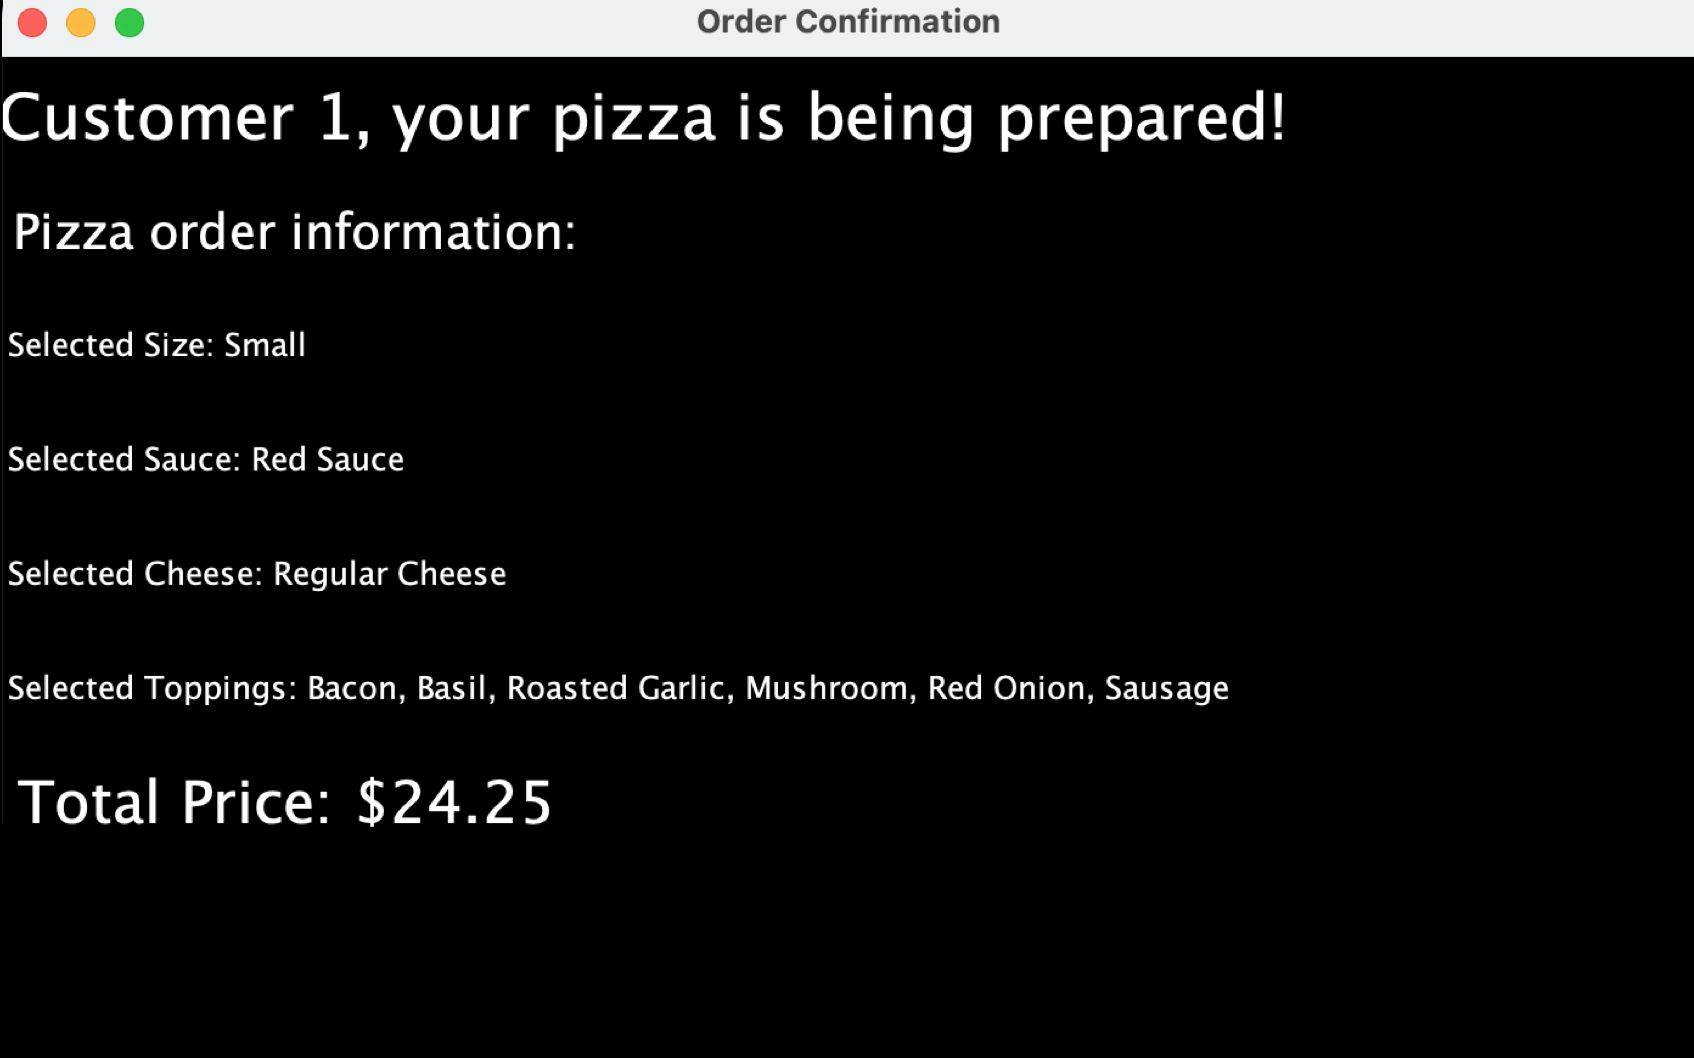 Order Confirmation
Customer 1, your pizza is being prepared!
Pizza order information:
Selected Size: Small
Selected Sauce: Red Sauce
Selected Cheese: Regular Cheese
Selected Toppings: Bacon, Basil, Roasted Garlic, Mushroom, Red Onion, Sausage
Total Price: $24.25